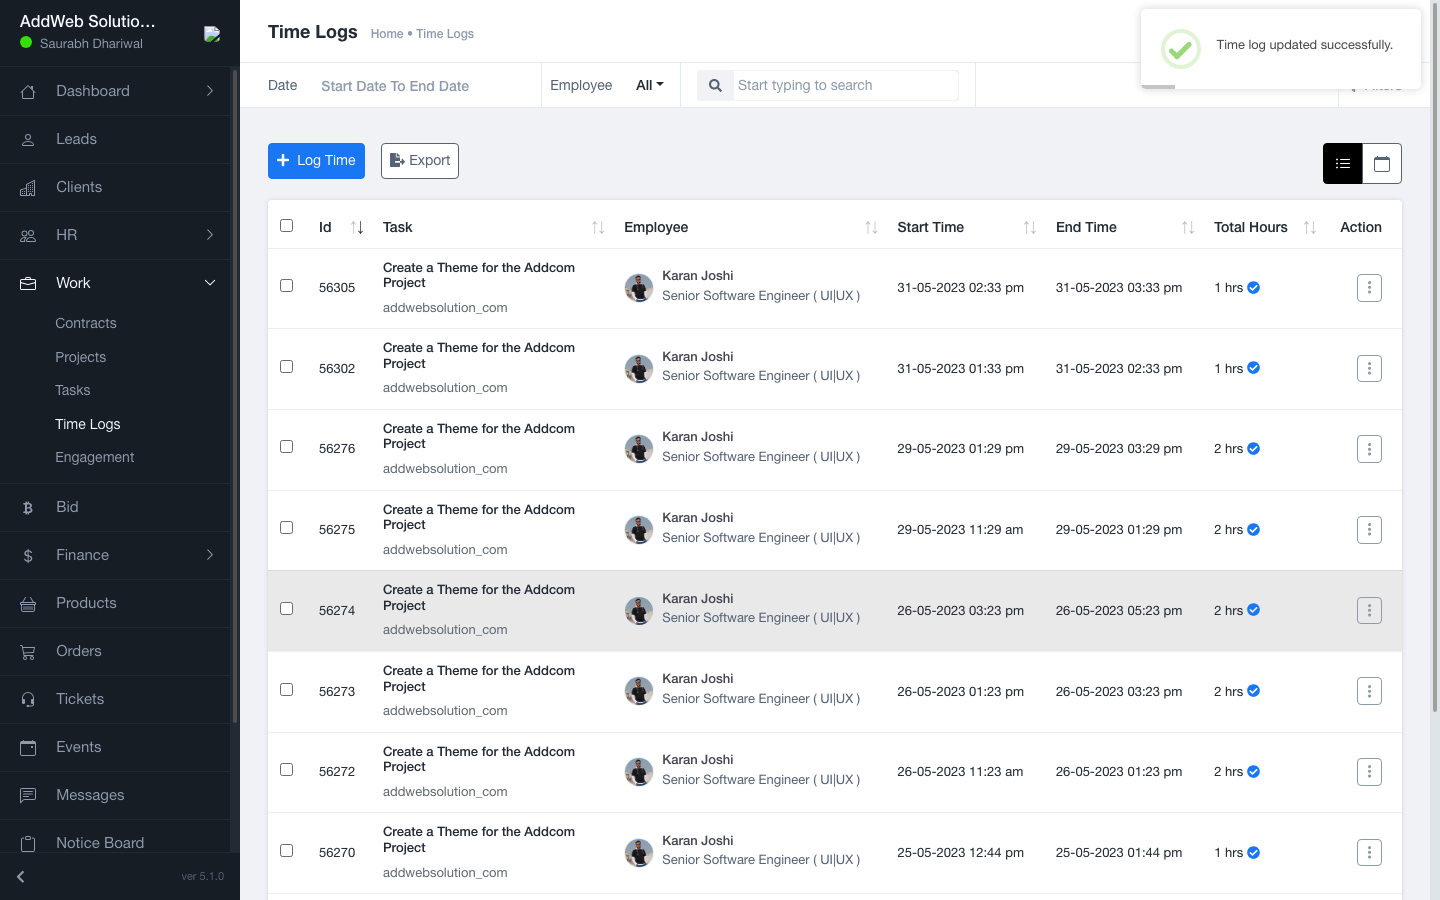 AddWeb Solutio...
Saurabh Dhariwal
Dashboard
Leads
Clients
HR
Work
Contracts
Projects
Tasks
Time Logs
Engagement
Bid
Finance
Products
Orders
Tickets
Events
Messages
Notice Board
ver 5.1.0
Time Logs Home • Time Logs
Time log updated successfully.
Date Start Date To End Date Employee All Start typing to search Filters
Log Time Export
Id Task Employee Start Time End Time Total Hours Action
Create a Theme for the Addcom
Project
addwebsolution_com
56305 Karan Joshi
Senior Software Engineer ( UI|UX )
31-05-2023 02:33 pm 31-05-2023 03:33 pm 1 hrs
Create a Theme for the Addcom
Project
addwebsolution_com
56302 Karan Joshi
Senior Software Engineer ( UI|UX )
31-05-2023 01:33 pm 31-05-2023 02:33 pm 1 hrs
Create a Theme for the Addcom
Project
addwebsolution_com
56276 Karan Joshi
Senior Software Engineer ( UI|UX )
29-05-2023 01:29 pm 29-05-2023 03:29 pm 2 hrs
Create a Theme for the Addcom
Project
addwebsolution_com
56275 Karan Joshi
Senior Software Engineer ( UI|UX )
29-05-2023 11:29 am 29-05-2023 01:29 pm 2 hrs
Create a Theme for the Addcom
Project
addwebsolution_com
56274 Karan Joshi
Senior Software Engineer ( UI|UX )
26-05-2023 03:23 pm 26-05-2023 05:23 pm 2 hrs
Create a Theme for the Addcom
Project
addwebsolution_com
56273 Karan Joshi
Senior Software Engineer ( UI|UX )
26-05-2023 01:23 pm 26-05-2023 03:23 pm 2 hrs
Create a Theme for the Addcom
Project
addwebsolution_com
56272 Karan Joshi
Senior Software Engineer ( UI|UX )
26-05-2023 11:23 am 26-05-2023 01:23 pm 2 hrs
Create a Theme for the Addcom
Project
addwebsolution_com
56270 Karan Joshi
Senior Software Engineer ( UI|UX )
25-05-2023 12:44 pm 25-05-2023 01:44 pm 1 hrs